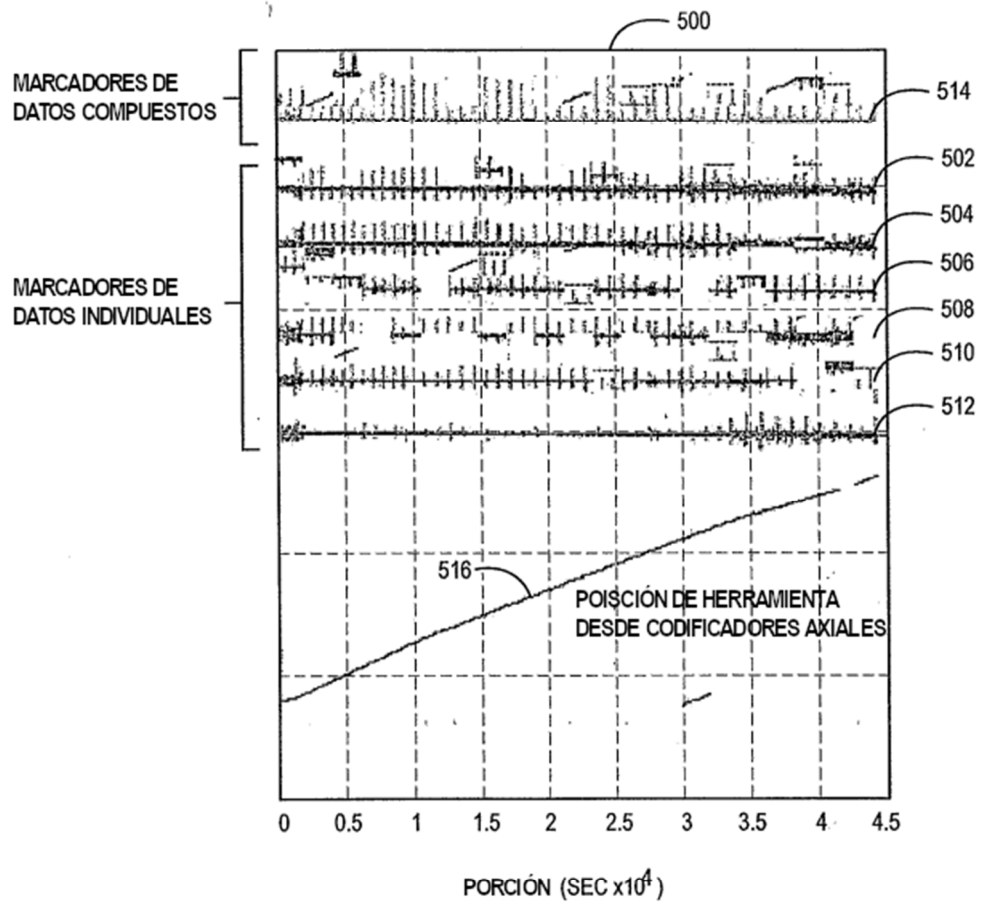 500
MARCADORES DE
DATOS COMPUESTOS
514
502
504
MARCADORES DE
DATOS INDIVIDUALES
506
508
510
512
516
POISCIÓN DE HERRAMIENTA
DESDE CODIFICADORES AXIALES
0 0.5 1 1.5 2 2.5 3 3.5 4 4.5
PORCIÓN (SEC x10⁴)